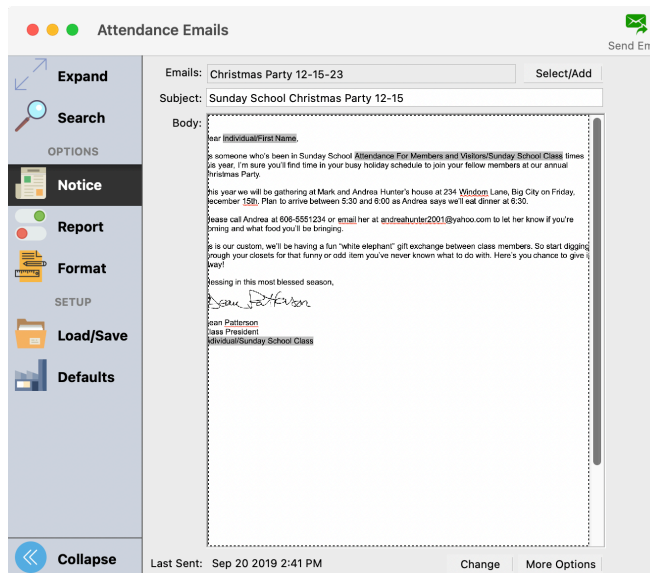 Attendance Emails
Send Em
Expand
Search
OPTIONS
Notice
Report
Format
SETUP
Load/Save
Defaults
Collapse
Emails: Christmas Party 12-15-23 Select/Add
Subject: Sunday School Christmas Party 12-15
Body:
ear Individual/First Name,
s someone who's been in Sunday School Attendance For Members and Visitors/Sunday School Class times
is year, I'm sure you'll find time in your busy holiday schedule to join your fellow members at our annual
hristmas Party.
his year we will be gathering at Mark and Andrea Hunter's house at 234 Windom Lane, Big City on Friday,
ecember 15th. Plan to arrive between 5:30 and 6:00 as Andrea says we'll eat dinner at 6:30.
lease call Andrea at 606-5551234 or email her at andreahunter2001@yahoo.com to let her know if you're
oming and what food you'll be bringing.
s is our custom, we'll be having a fun "white elephant" gift exchange between class members. So start digging
rough your closets for that funny or odd item you've never known what to do with. Here's you chance to give i
way!
lessing in this most blessed season,
Dean Patterson
ean Patterson
lass President
dividual/Sunday School Class
Last Sent: Sep 20 2019 2:41 PM Change More Options